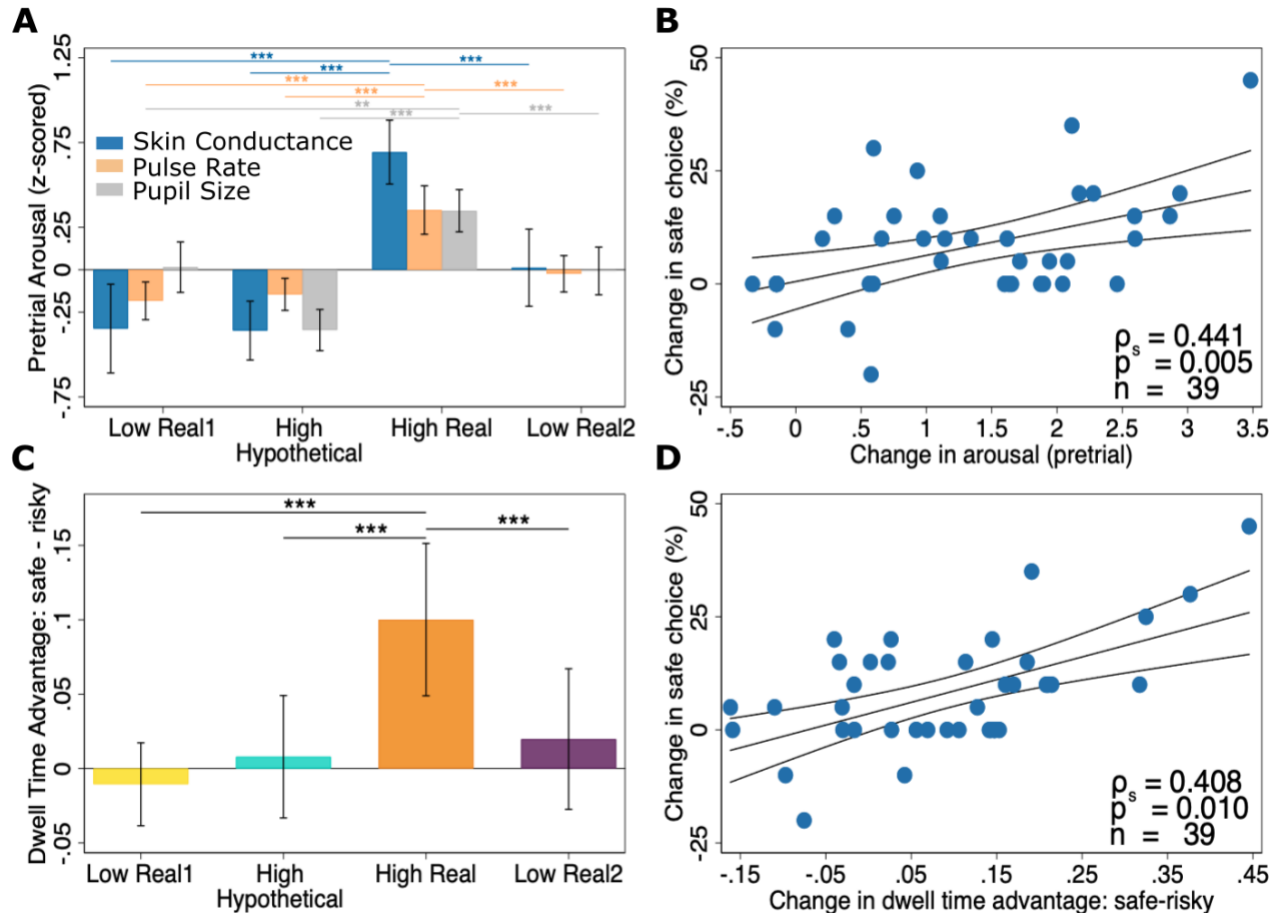 A
Pretrial Arousal (z-scored)
1.25
.75
.25
0
-.25
-.75
***
***
***
***
***
***
**
***
***
Skin Conductance
Pulse Rate
Pupil Size
Low Real1
High
Hypothetical
High Real
Low Real2
B
Change in safe choice (%)
50
25
0
-25
ρs = 0.441
p = 0.005
n = 39
-.5 0 .5 1 1.5 2 2.5 3 3.5
Change in arousal (pretrial)
C
Dwell Time Advantage: safe - risky
.15
.1
.05
0
-.05
***
***
***
Low Real1
High
Hypothetical
High Real
Low Real2
D
Change in safe choice (%)
50
25
0
-25
ρs = 0.408
p = 0.010
n = 39
-.15 -.05 .05 .15 .25 .35 .45
Change in dwell time advantage: safe-risky